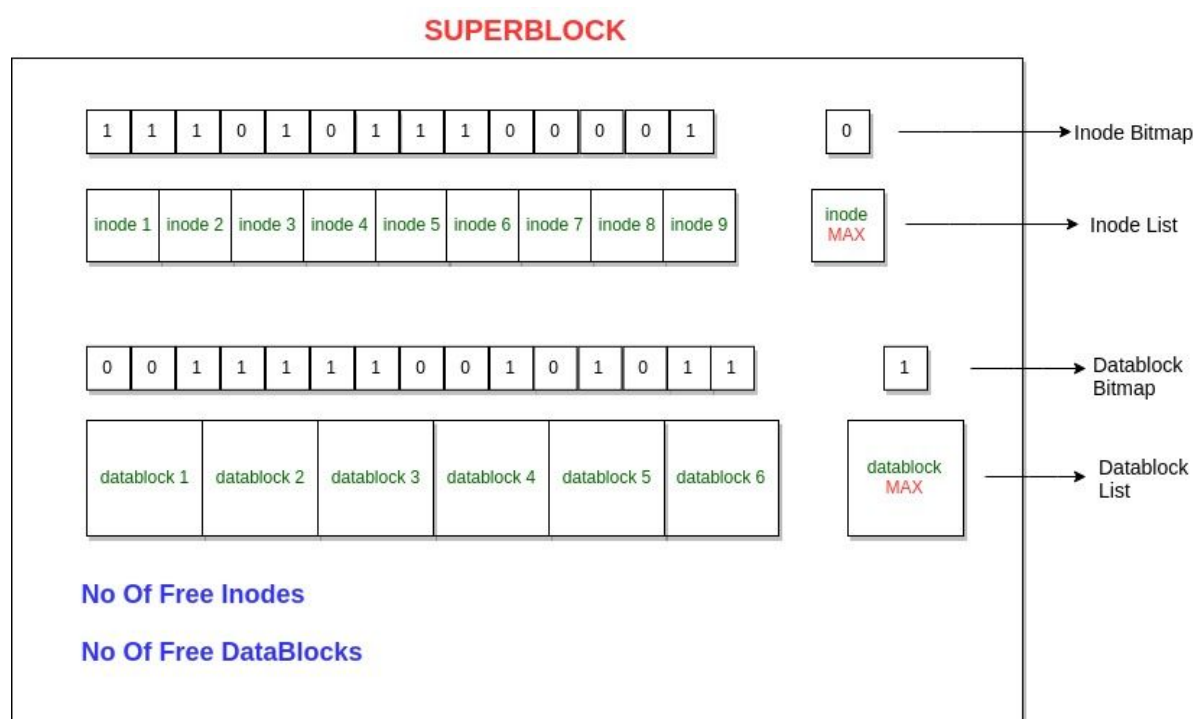 SUPERBLOCK
1 1 1 0 1 0 1 1 1 0 0 0 0 1 0 Inode Bitmap
inode 1 inode 2 inode 3 inode 4 inode 5 inode 6 inode 7 inode 8 inode 9 inode MAX Inode List
0 0 1 1 1 1 1 0 0 1 0 1 0 1 1 1 Datablock Bitmap
datablock 1 datablock 2 datablock 3 datablock 4 datablock 5 datablock 6 datablock MAX Datablock List
No Of Free Inodes
No Of Free DataBlocks